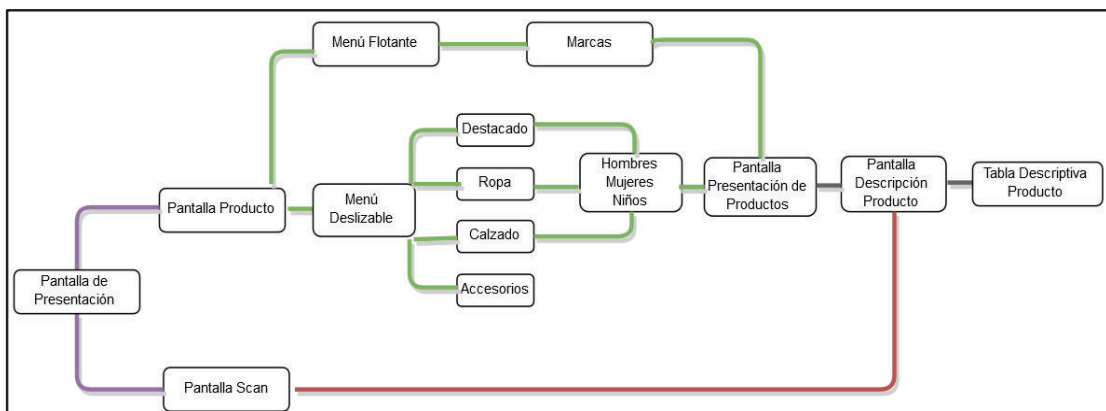 Menú Flotante
Marcas
Destacado
Ropa
Calzado
Accesorios
Hombres
Mujeres
Niños
Pantalla
Presentación de
Productos
Pantalla
Descripción
Producto
Tabla Descriptiva
Producto
Pantalla Producto
Menú
Deslizable
Pantalla de
Presentación
Pantalla Scan